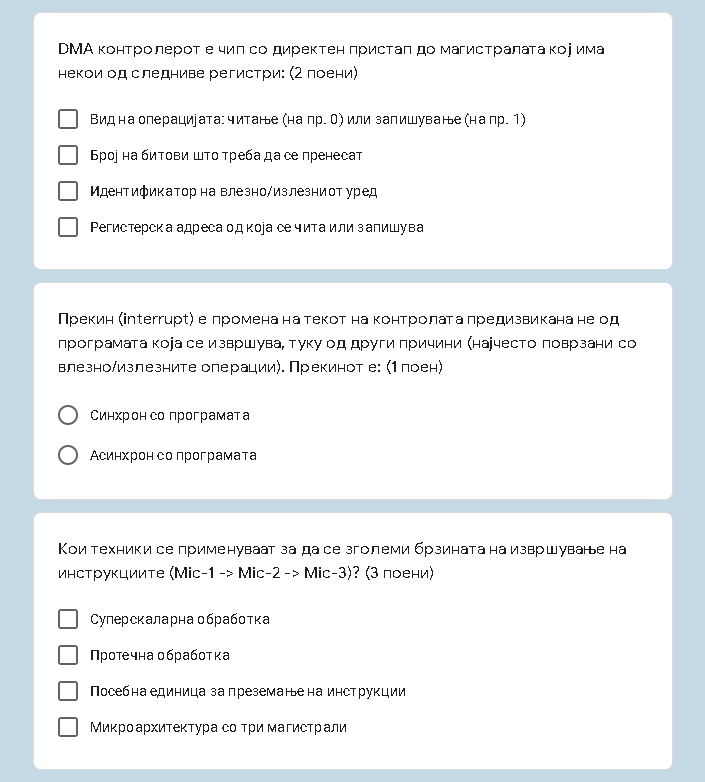 DMA контролерот е чип со директен пристап до магистралата кој има
некои од следниве регистри: (2 поени)
Вид на операцијата: читање (на пр. 0) или запишување (на пр. 1)
Број на битови што треба да се пренесат
Идентификатор на влезно/излезниот уред
Регистерска адреса од која се чита или запишува
Прекин (interrupt) е промена на текот на контролата предизвикана не од
програмата која се извршува, туку од други причини (најчесто поврзани со
влезно/излезните операции). Прекинот е: (1 поен)
Синхрон со програмата
Асинхрон со програмата
Кои техники се применуваат за да се зголеми брзината на извршување на
инструкциите (Mic-1 -> Mic-2 -> Mic-3)? (3 поени)
Суперскаларна обработка
Протечна обработка
Посебна единица за преземање на инструкции
Микроархитектура со три магистрали